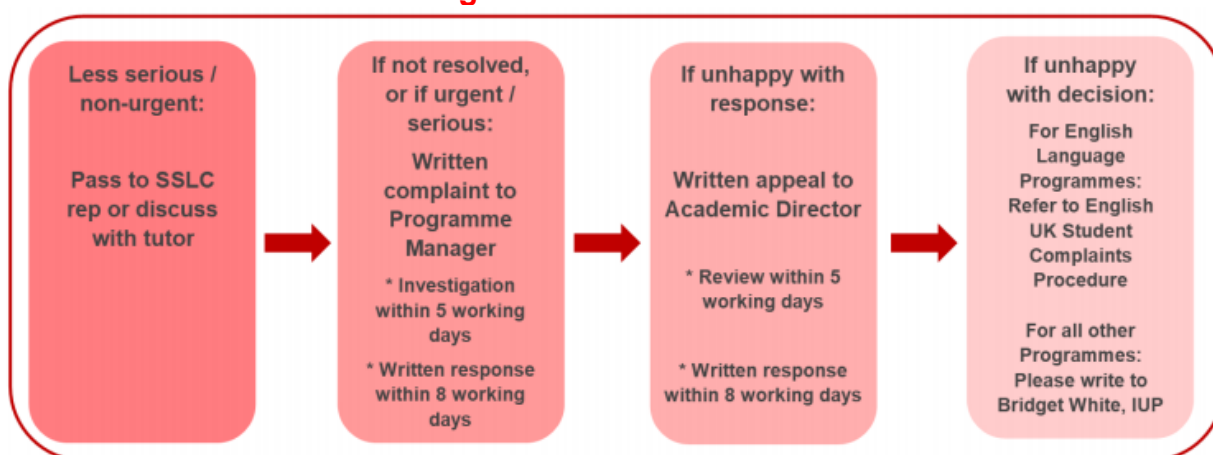 Less serious /
non-urgent:
Pass to SSLC
rep or discuss
with tutor
If not resolved,
or if urgent /
serious:
Written
complaint to
Programme
Manager
* Investigation
within 5 working
days
* Written response
within 8 working
days
If unhappy with
response:
Written appeal to
Academic Director
* Review within 5
working days
* Written response
within 8 working days
If unhappy
with decision:
For English
Language
Programmes:
Refer to English
UK Student
Complaints
Procedure
For all other
Programmes:
Please write to
Bridget White, IUP